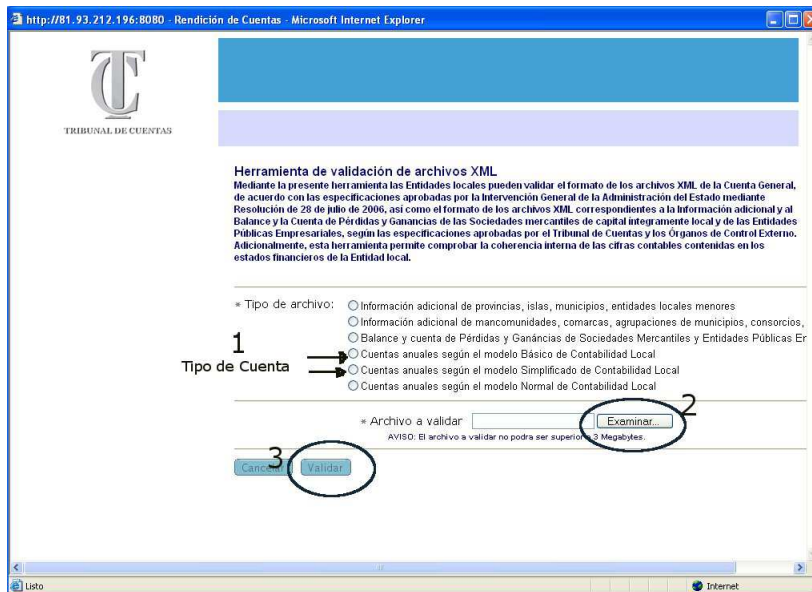 http://81.93.212.196:8080 - Rendición de Cuentas - Microsoft Internet Explorer
TC
TRIBUNAL DE CUENTAS
Herramienta de validación de archivos XML
Mediante la presente herramienta las Entidades locales pueden validar el formato de los archivos XML de la Cuenta General,
de acuerdo con las especificaciones aprobadas por la Intervención General de la Administración del Estado mediante
Resolución de 28 de julio de 2006, así como el formato de los archivos XML correspondientes a la Información adicional y al
Balance y la Cuenta de Pérdidas y Ganancias de las Sociedades mercantiles de capital íntegramente local y de las Entidades
Públicas Empresariales, según las especificaciones aprobadas por el Tribunal de Cuentas y los Órganos de Control Externo.
Adicionalmente, esta herramienta permite comprobar la coherencia interna de las cifras contables contenidas en los
estados financieros de la Entidad local.
* Tipo de archivo:
Información adicional de provincias, islas, municipios, entidades locales menores
Información adicional de mancomunidades, comarcas, agrupaciones de municipios, consorcios,
Balance y cuenta de Pérdidas y Ganáncias de Sociedades Mercantiles y Entidades Públicas Er
1
Tipo de Cuenta
Cuentas anuales según el modelo Básico de Contabilidad Local
Cuentas anuales según el modelo Simplificado de Contabilidad Local
Cuentas anuales según el modelo Normal de Contabilidad Local
* Archivo a validar
Examinar...
2
AVISO: El archivo a validar no podra ser superior a 3 Megabytes.
Cancelar
3
Validar
Listo
Internet